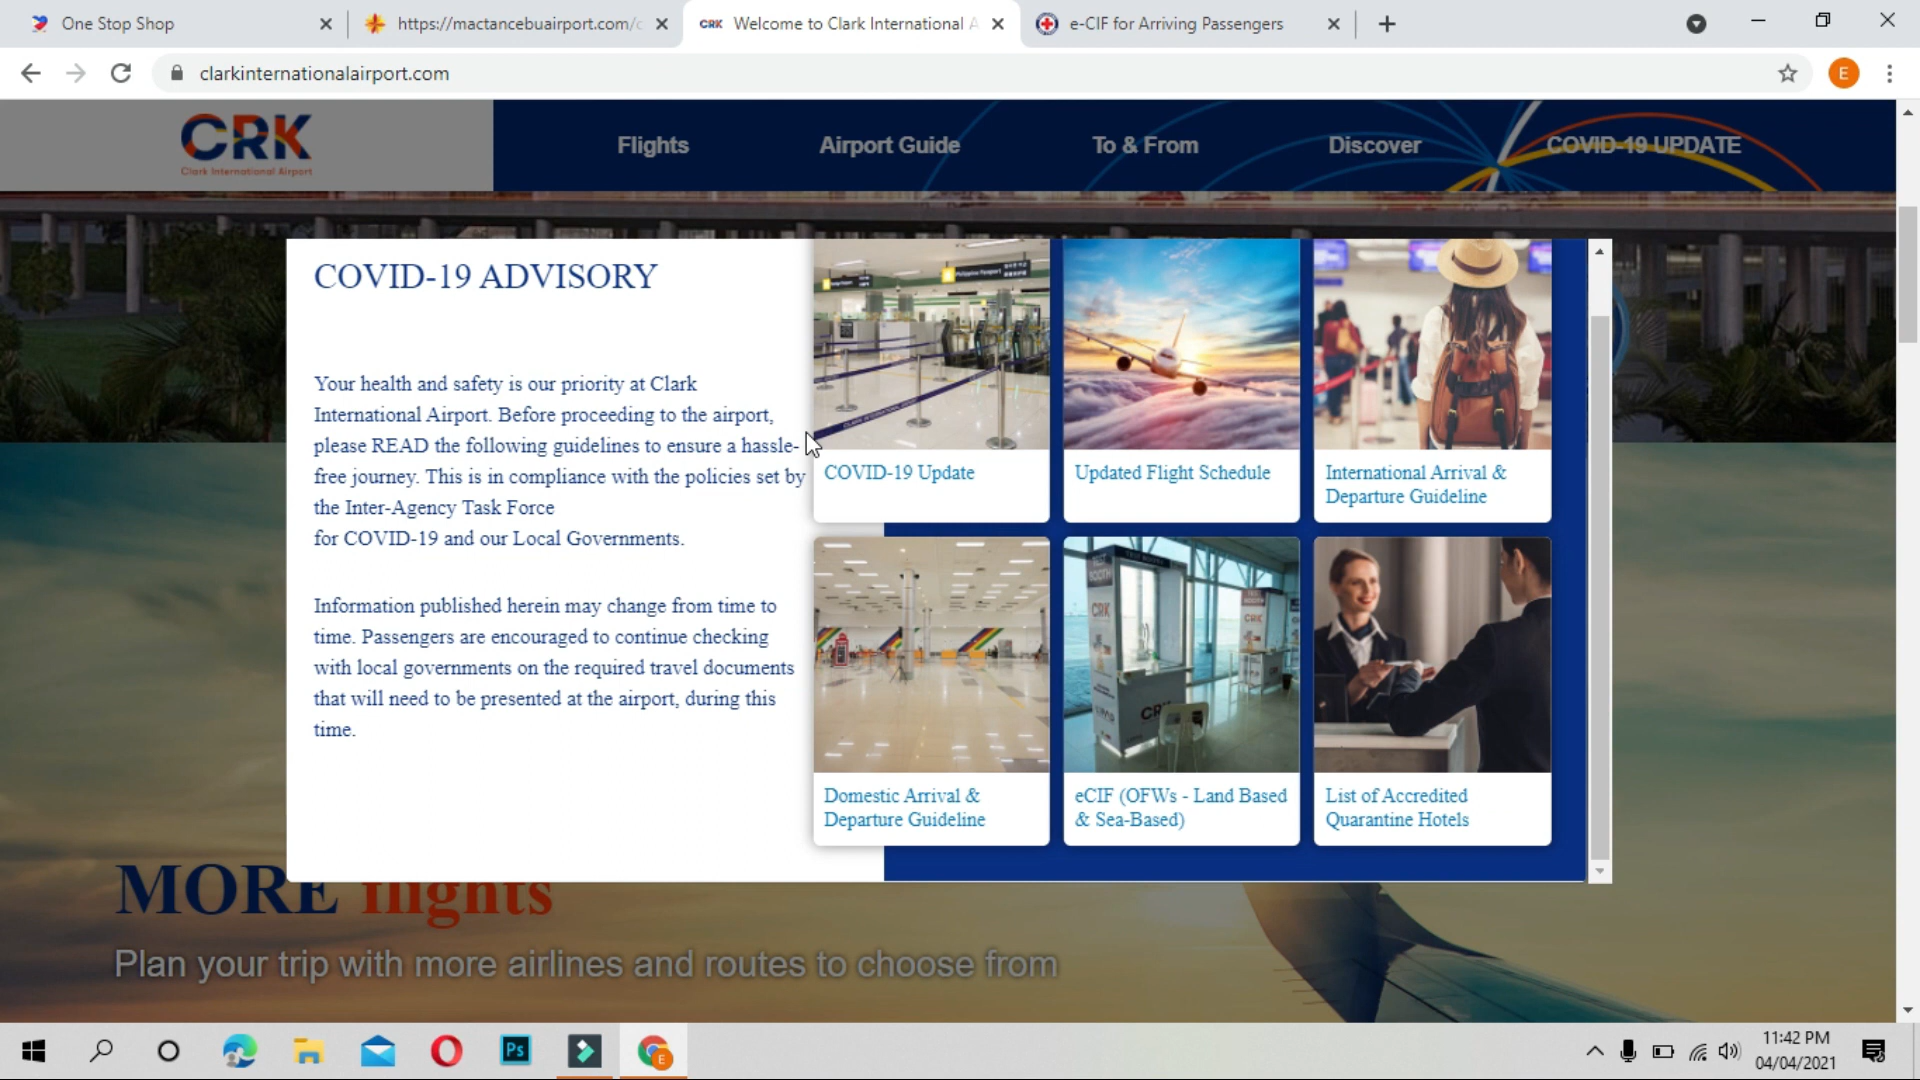 One Stop Shop
https://mactancebuairport.com/c
CRK Welcome to Clark International A
e-CIF for Arriving Passengers
clarkinternationalairport.com
E
CRK
Clark International Airport
Flights
Airport Guide
To & From
Discover
COVID-19 UPDATE
COVID-19 ADVISORY
Your health and safety is our priority at Clark
International Airport. Before proceeding to the airport,
please READ the following guidelines to ensure a hassle-
free journey. This is in compliance with the policies set by
the Inter-Agency Task Force
for COVID-19 and our Local Governments.
Information published herein may change from time to
time. Passengers are encouraged to continue checking
with local governments on the required travel documents
that will need to be presented at the airport, during this
time.
COVID-19 Update
Updated Flight Schedule
International Arrival &
Departure Guideline
CRK
CRK
CRK
Domestic Arrival &
Departure Guideline
eCIF (OFWs - Land Based
& Sea-Based)
List of Accredited
Quarantine Hotels
MORE flights
Plan your trip with more airlines and routes to choose from
Ps
E
11:42 PM
04/04/2021